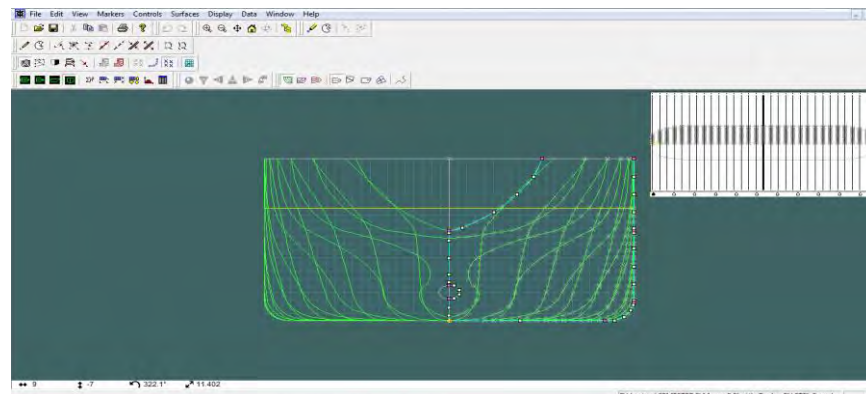 File Edit View Markers Controls Surfaces Display Data Window Help
9 -7 322.1° 11.402